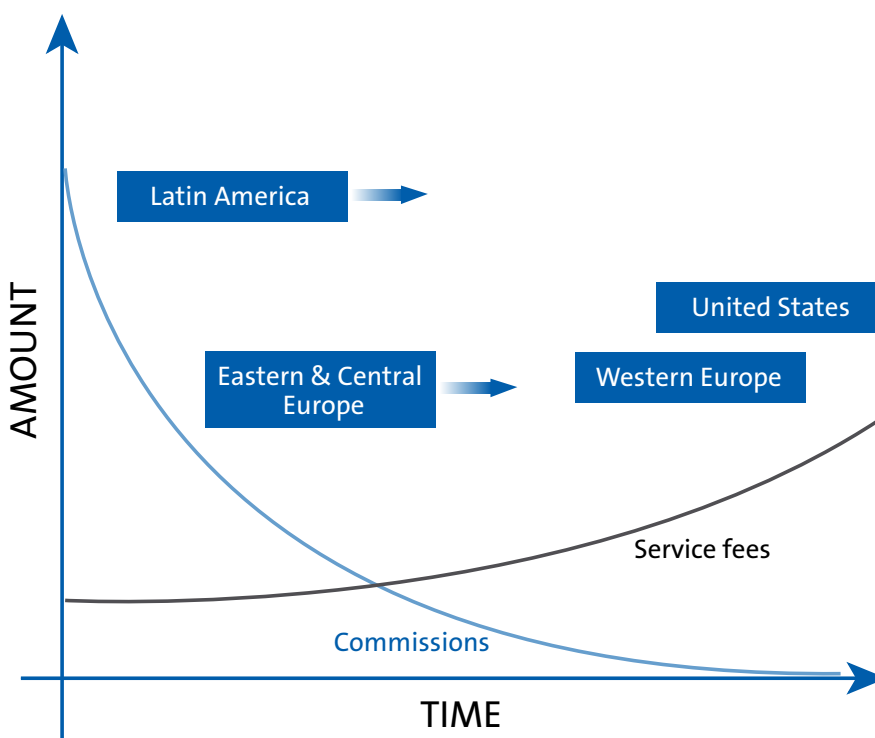 Latin America
United States
Eastern & Central
Europe
Western Europe
AMOUNT
Service fees
Commissions
TIME